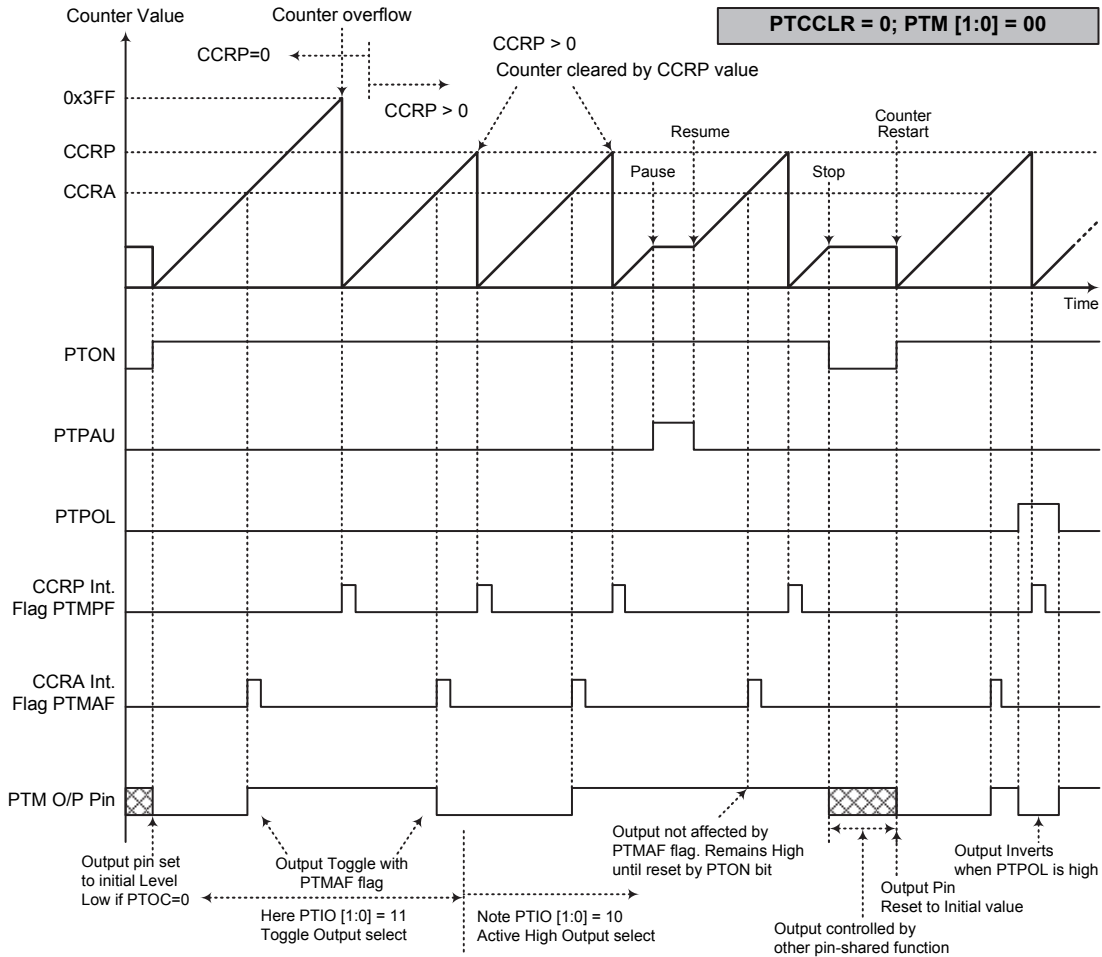 Counter Value
Counter overflow
PTCCLR = 0; PTM [1:0] = 00
CCRP=0
CCRP > 0
CCRP > 0
Counter cleared by CCRP value
0x3FF
CCRP
CCRA
Pause
Resume
Stop
Counter
Restart
Time
PTON
PTPAU
PTPOL
CCRP Int.
Flag PTMPF
CCRA Int.
Flag PTMAF
PTM O/P Pin
Output pin set
to initial Level
Low if PTOC=0
Output Toggle with
PTMAF flag
Here PTIO [1:0] = 11
Toggle Output select
Note PTIO [1:0] = 10
Active High Output select
Output not affected by
PTMAF flag. Remains High
until reset by PTON bit
Output controlled by
other pin-shared function
Output Pin
Reset to Initial value
Output Inverts
when PTPOL is high